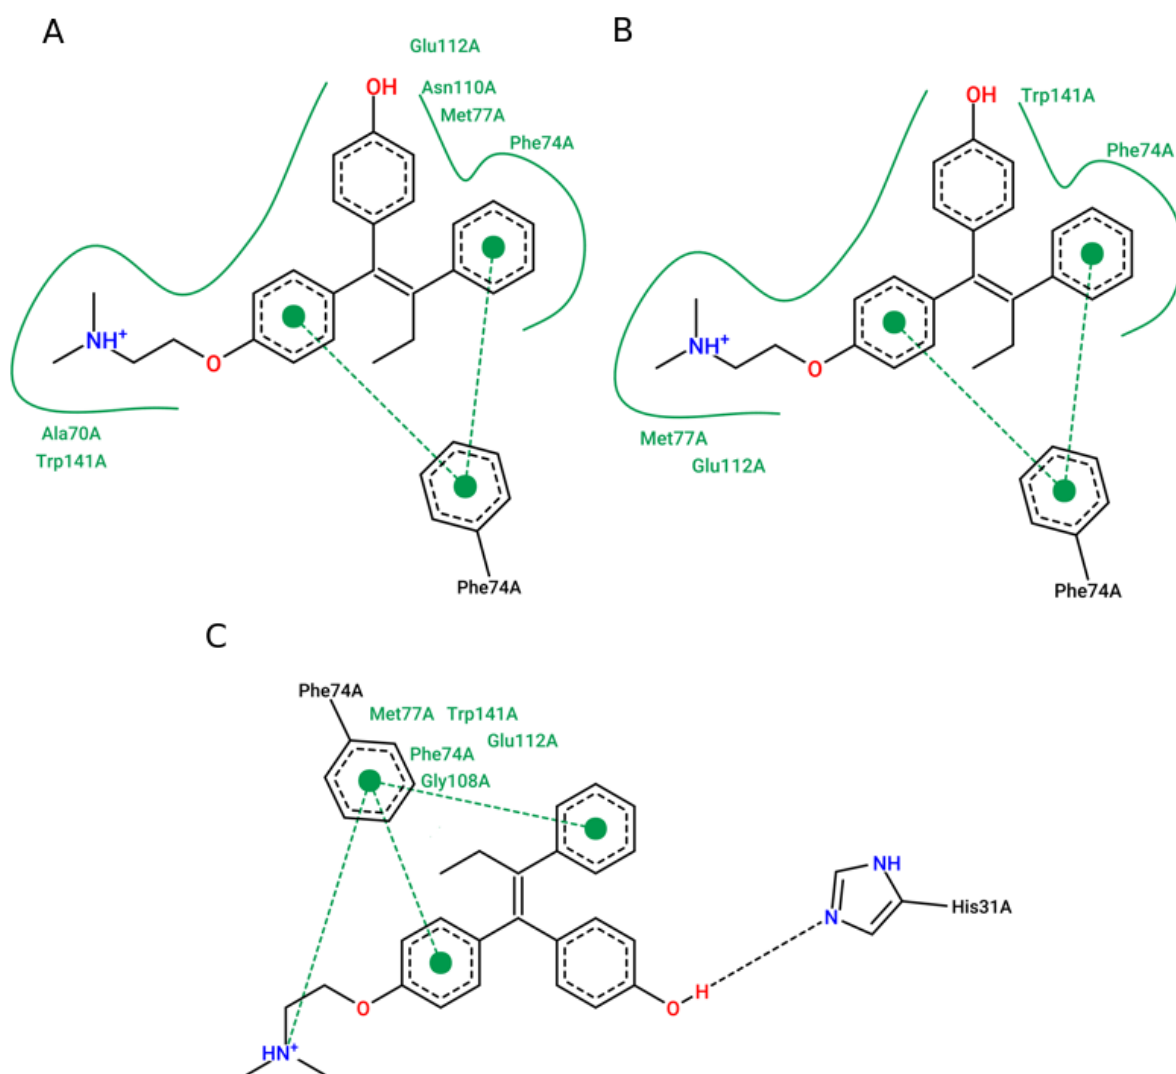 A
B
Glu112A
OH
Asn110A
Met77A
Phe74A
NH+
O
Ala70A
Trp141A
Phe74A
OH
Trp141A
Phe74A
NH+
O
Met77A
Glu112A
Phe74A
C
Phe74A
Met77A Trp141A
Glu112A
Phe74A
Gly108A
NH
N
His31A
H
O
O
HN+